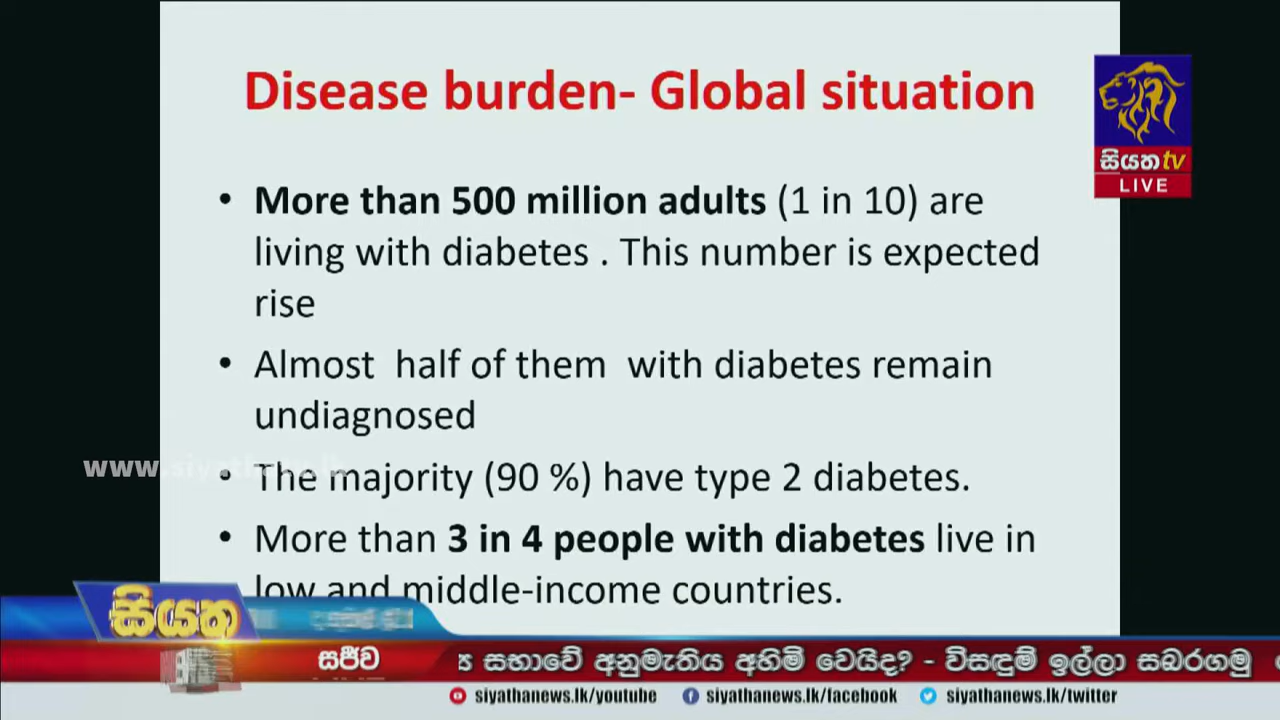 Disease burden- Global situation
සියත tv
LIVE
• More than 500 million adults (1 in 10) are
living with diabetes . This number is expected
rise
• Almost  half of them  with diabetes remain
undiagnosed
www.siyathatv.lk
• The majority (90 %) have type 2 diabetes.
• More than 3 in 4 people with diabetes live in
low and middle-income countries.
සියත
සජීව
සභාවේ අනුමැතිය අහිමි වෙයිද? - විසඳුම් ඉල්ලා සබරගමු
siyathanews.lk/youtube siyathanews.lk/facebook siyathanews.lk/twitter